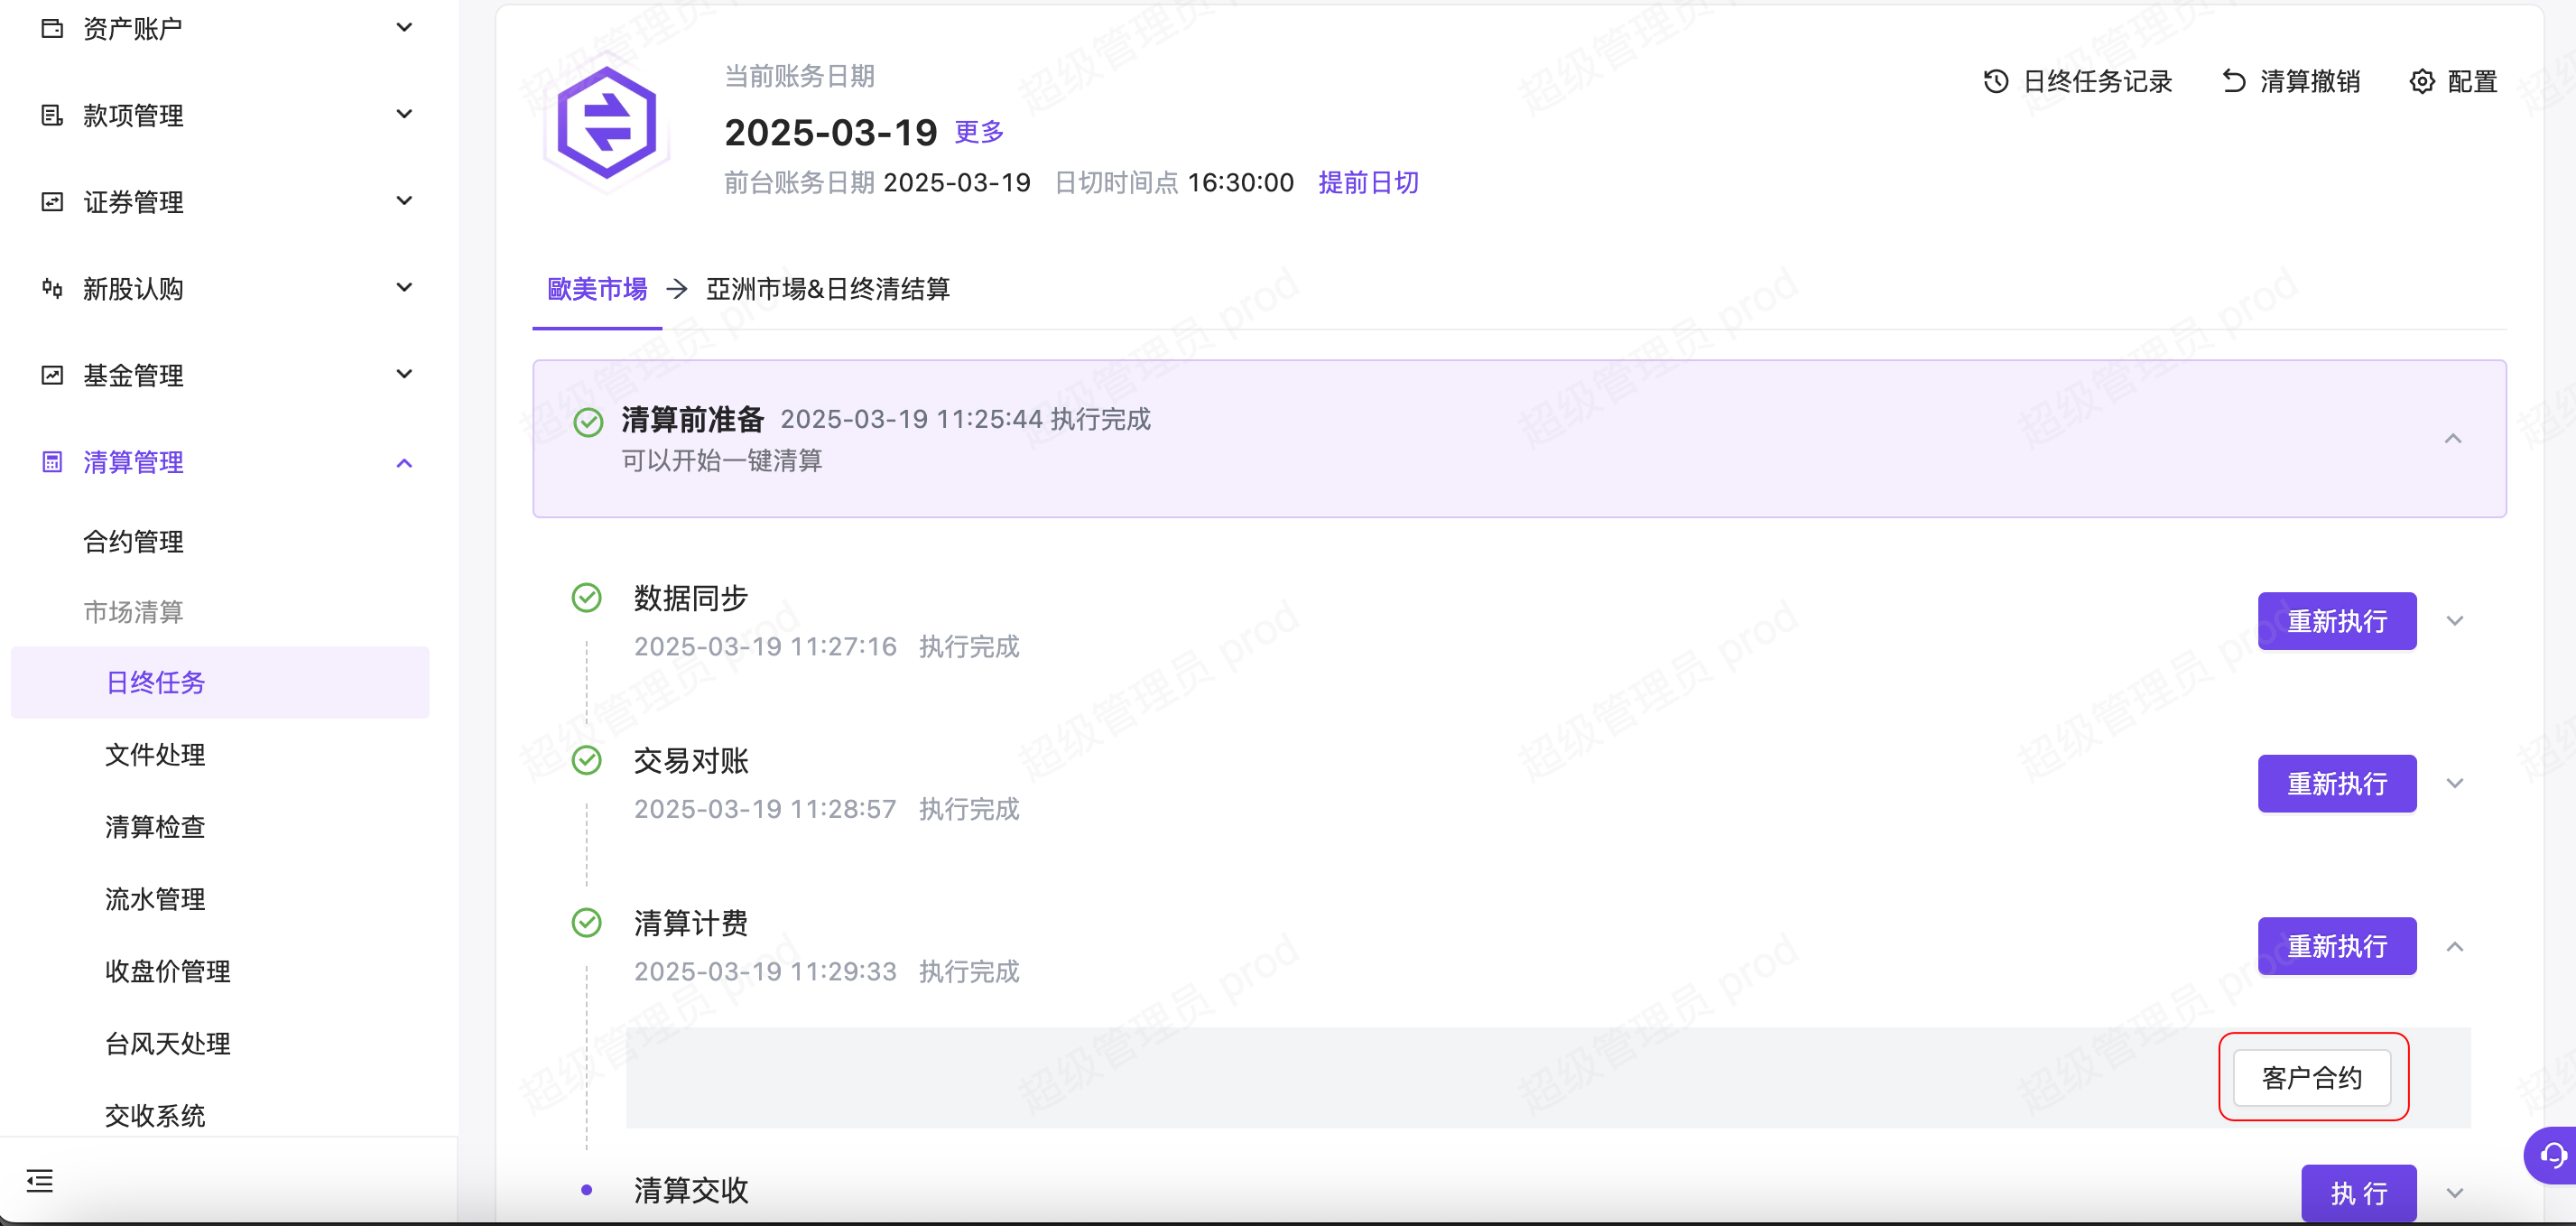 资产账户
款项管理
证券管理
新股认购
基金管理
清算管理
合约管理
市场清算
日终任务
文件处理
清算检查
流水管理
收盘价管理
台风天处理
交收系统
当前账务日期
2025-03-19 更多
前台账务日期 2025-03-19 日切时间点 16:30:00 提前日切
日终任务记录 清算撤销 配置
歐美市場 → 亞洲市場&日终清结算
清算前准备 2025-03-19 11:25:44 执行完成
可以开始一键清算
数据同步
2025-03-19 11:27:16 执行完成
重新执行
交易对账
2025-03-19 11:28:57 执行完成
重新执行
清算计费
2025-03-19 11:29:33 执行完成
重新执行
客户合约
清算交收
执 行
超级管理员 prod